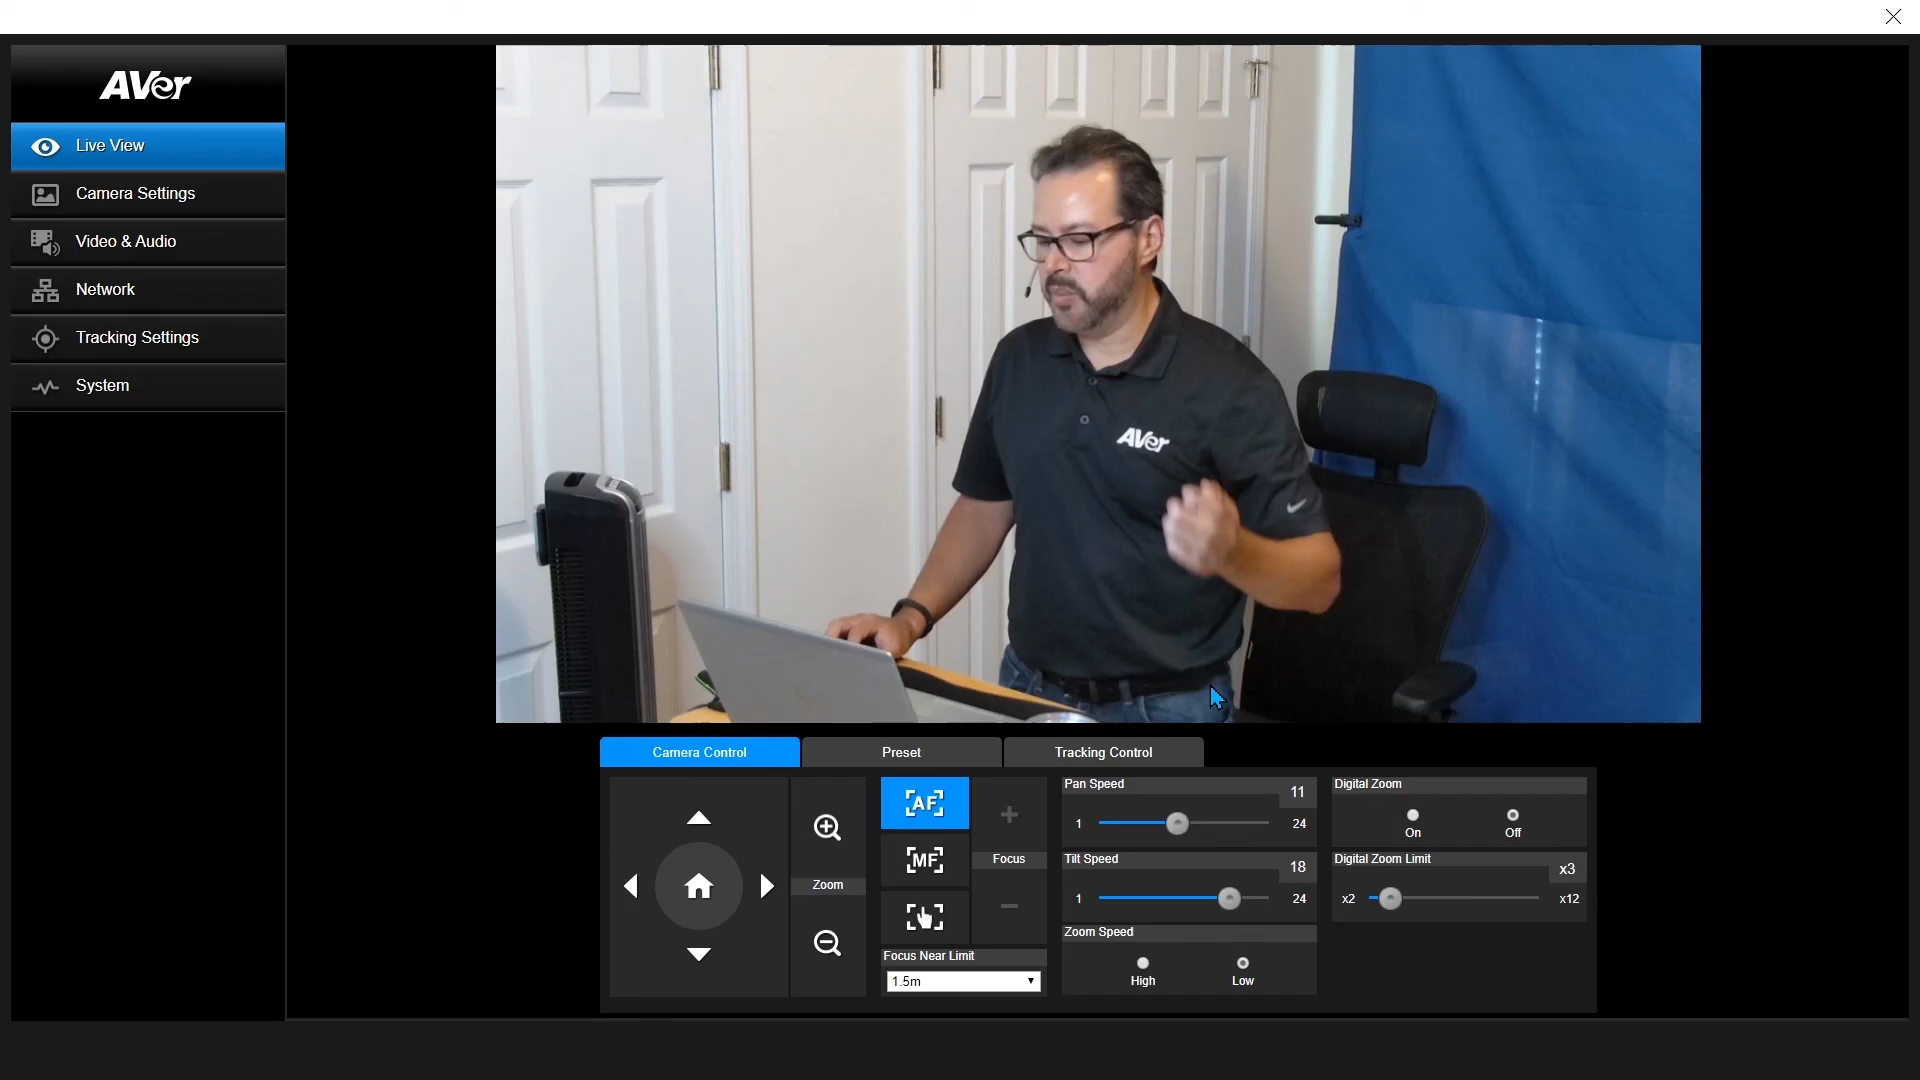 AVer
Live View
Camera Settings
Video & Audio
Network
Tracking Settings
System
AVer
Camera Control
Preset
Tracking Control
Zoom
AF
MF
Focus
Focus Near Limit
1.5m
Pan Speed
11
1
24
Tilt Speed
18
1
24
Zoom Speed
High
Low
Digital Zoom
On
Off
Digital Zoom Limit
x3
x2
x12